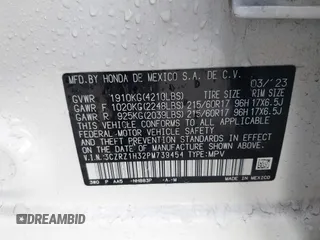 MFD.BY HONDA DE MEXICO S.A. DE C.V.
03/'23
TIRE SIZE RIM SIZE
GVWR 1910KG(4210LBS)
GAWR F 1020KG(2248LBS) 215/60R17 96H 17X6.5J
GAWR R 925KG(2039LBS) 215/60R17 96H 17X6.5J
THIS VEHICLE CONFORMS TO ALL APPLICABLE
FEDERAL MOTOR VEHICLE SAFETY AND THEFT
PREVENTION STANDARDS IN EFFECT ON THE DATE
OF MANUFACTURE SHOWN ABOVE.
V.I.N.:3CZRZ1H32PM739454 TYPE:MPV
MADE IN MEXICO
© DEALER CAR SEARCH